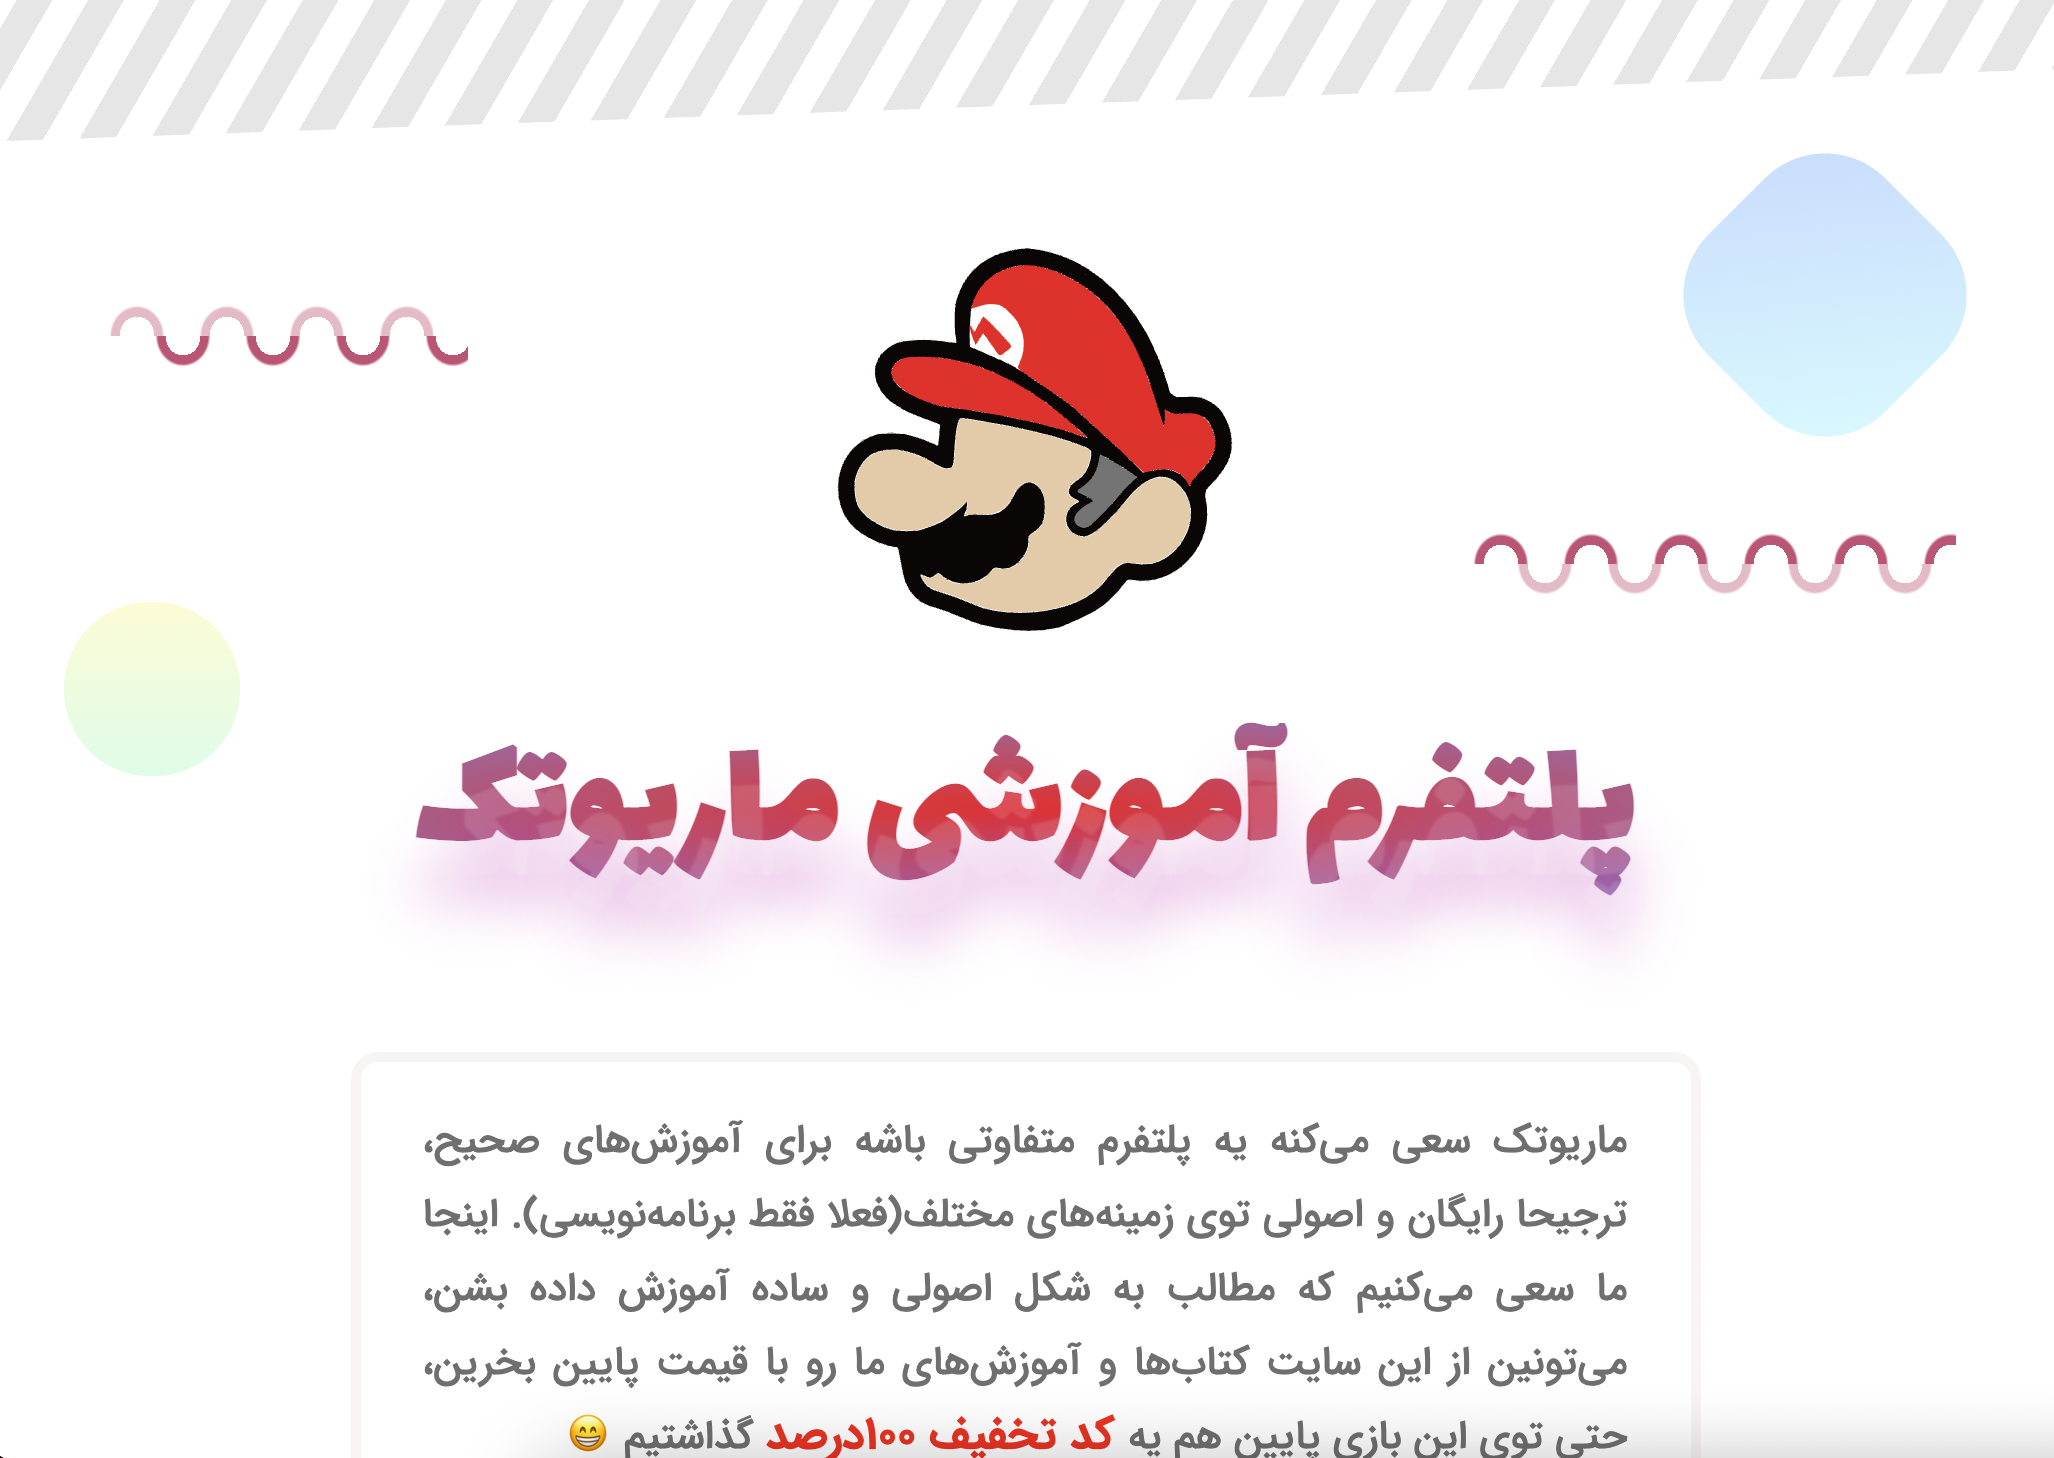 پلتفرم آموزشی ماریوتک
ماریوتک سعی می‌کنه یه پلتفرم متفاوتی باشه برای آموزش‌های صحیح،
ترجیحا رایگان و اصولی توی زمینه‌های مختلف(فعلا فقط برنامه‌نویسی). اینجا
ما سعی می‌کنیم که مطالب به شکل اصولی و ساده آموزش داده بشن،
می‌تونین از این سایت کتاب‌ها و آموزش‌های ما رو با قیمت پایین بخرین،
حتی توی این بازی پایین هم یه کد تخفیف ۱۰۰درصد گذاشتیم 😁